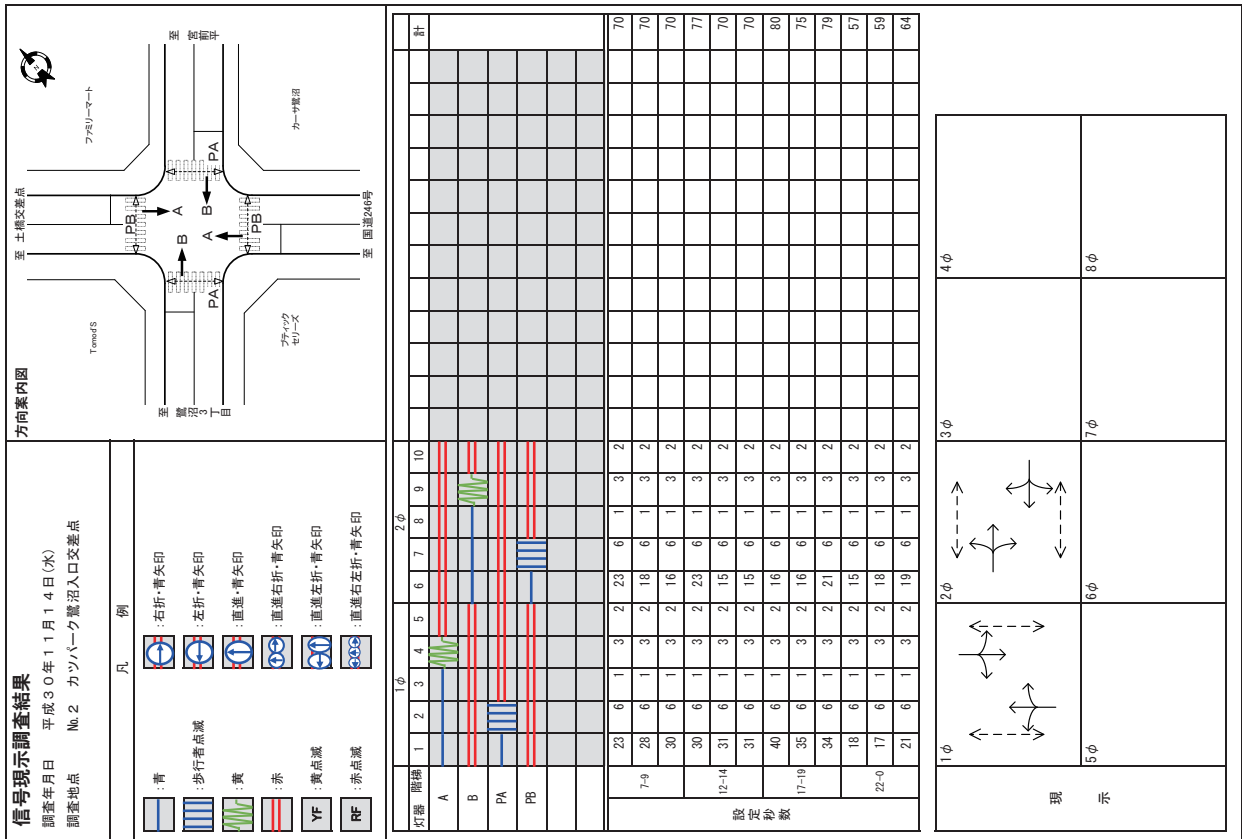 信号現示調査結果
調査年月日 平成30年11月14日(水)
調査地点 №2 カツパーク鷺沼入口交差点
凡 例
:青 :右折・青矢印
:歩行者点滅 :左折・青矢印
:黄 :直進・青矢印
:赤 :直進右折・青矢印
YF :黄点滅 :直進左折・青矢印
RF :赤点滅 :直進右左折・青矢印
方向案内図
至 土橋交差点
N
Tomod'S
ファミリーマート
PB
A
B
PA
至 鷺沼3丁目
至 宮前平
PA
B
A
PB
ブティックセリーズ
カーサ鷺沼
至 国道246号
1φ 2φ
灯器 階梯 1 2 3 4 5 6 7 8 9 10 計
A
B
PA
PB
設定秒数
23 6 1 3 2 23 6 1 3 2 70
7-9 28 6 1 3 2 18 6 1 3 2 70
30 6 1 3 2 16 6 1 3 2 70
30 6 1 3 2 23 6 1 3 2 77
12-14 31 6 1 3 2 15 6 1 3 2 70
31 6 1 3 2 15 6 1 3 2 70
40 6 1 3 2 16 6 1 3 2 80
17-19 35 6 1 3 2 16 6 1 3 2 75
34 6 1 3 2 21 6 1 3 2 79
18 6 1 3 2 15 6 1 3 2 57
22-0 17 6 1 3 2 18 6 1 3 2 59
21 6 1 3 2 19 6 1 3 2 64
現 示
1φ 2φ 3φ 4φ
5φ 6φ 7φ 8φ